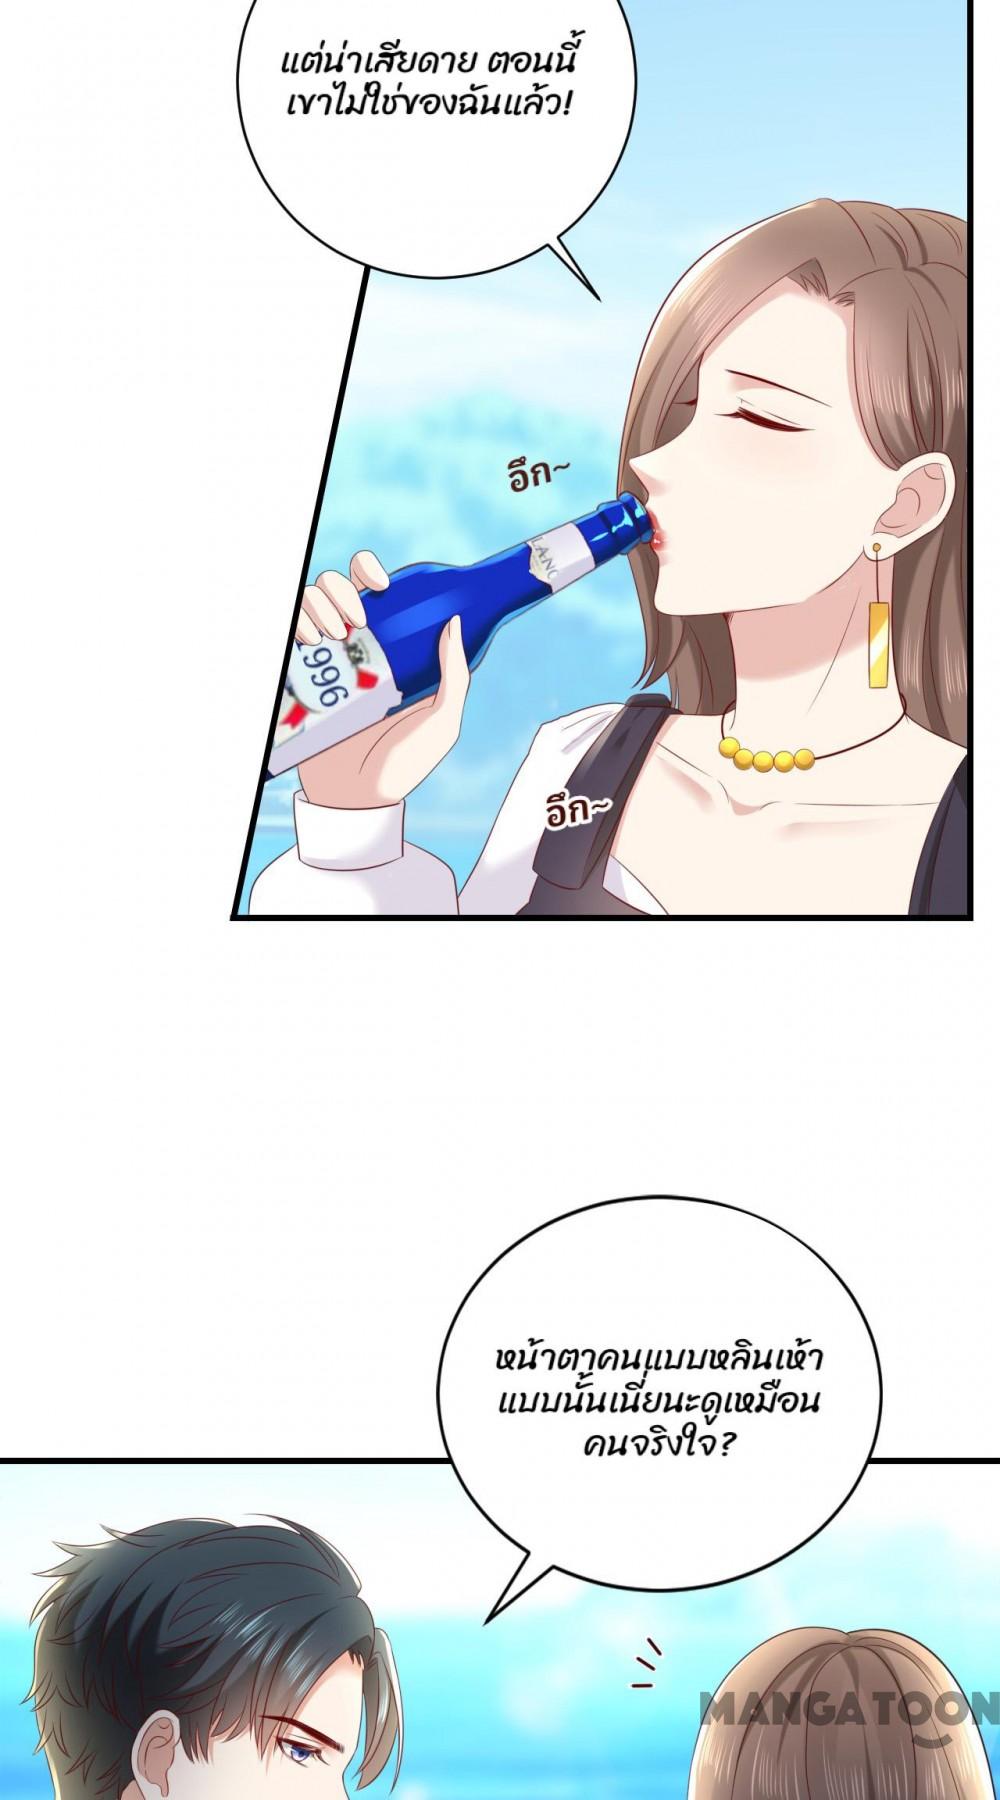 แต่น่าเสียดาย ตอนนี้
เขาไม่ใช่ของฉันแล้ว!
อึก~
LANC
1996
อึก~
หน้าตาคนแบบหลินเห้า
แบบนั้นเนี่ยนะดูเหมือน
คนจริงใจ?
MANGATOON